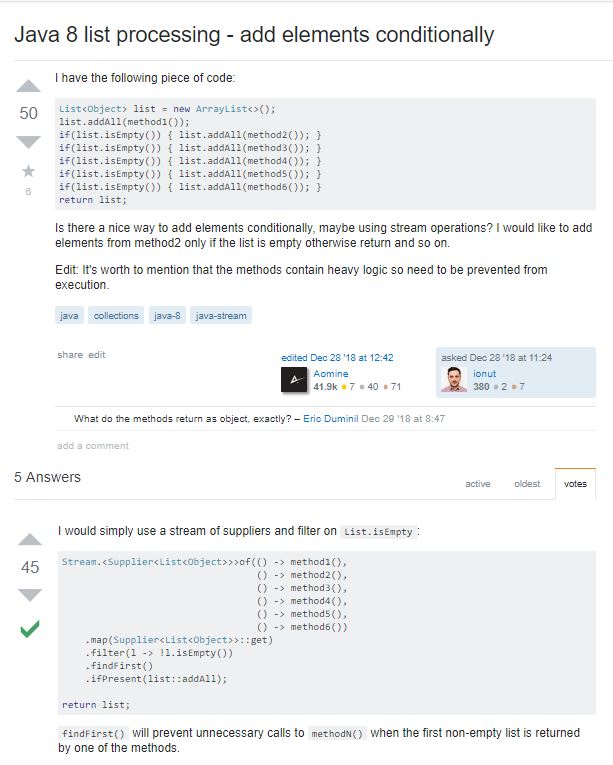 Java 8 list processing - add elements conditionally
I have the following piece of code:
50
List<Object> list = new ArrayList<>();
list.addAll(method1());
if(list.isEmpty()) { list.addAll(method2()); }
if(list.isEmpty()) { list.addAll(method3()); }
if(list.isEmpty()) { list.addAll(method4()); }
if(list.isEmpty()) { list.addAll(method5()); }
if(list.isEmpty()) { list.addAll(method6()); }
return list;
6
Is there a nice way to add elements conditionally, maybe using stream operations? I would like to add
elements from method2 only if the list is empty otherwise return and so on.
Edit: It's worth to mention that the methods contain heavy logic so need to be prevented from
execution.
java collections java-8 java-stream
share edit
edited Dec 28 '18 at 12:42
Aomine
41.9k 7 40 71
asked Dec 28 '18 at 11:24
ionut
380 2 7
What do the methods return as object, exactly? – Eric Duminil Dec 29 '18 at 8:47
add a comment
5 Answers
active oldest votes
I would simply use a stream of suppliers and filter on List.isEmpty :
45
Stream.<Supplier<List<Object>>>of(() -> method1(),
() -> method2(),
() -> method3(),
() -> method4(),
() -> method5(),
() -> method6())
.map(Supplier<List<Object>>::get)
.filter(l -> !l.isEmpty())
.findFirst()
.ifPresent(list::addAll);
return list;
findFirst() will prevent unnecessary calls to methodN() when the first non-empty list is returned
by one of the methods.